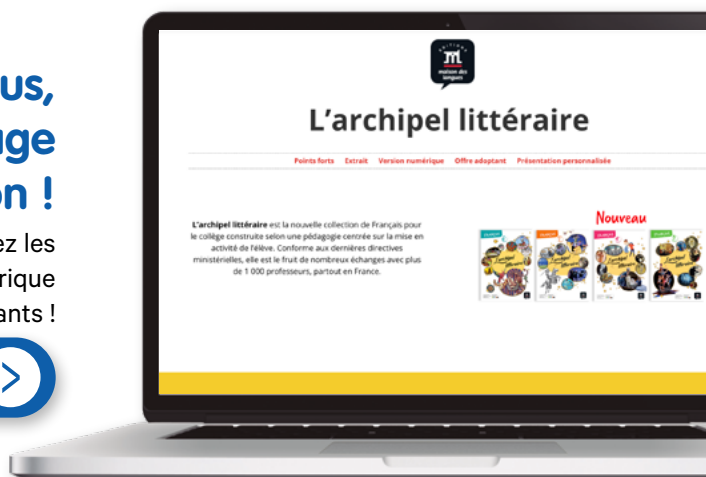 us,
age
on !
ez les
rique
ants !
ÉDITIONS
maison des
langues
L'archipel littéraire
Points forts Extrait Version numérique Offre adoptant Présentation personnalisée
L'archipel littéraire est la nouvelle collection de Français pour
le collège construite selon une pédagogie centrée sur la mise en
activité de l'élève. Conforme aux dernières directives
ministérielles, elle est le fruit de nombreux échanges avec plus
de 1 000 professeurs, partout en France.
Nouveau